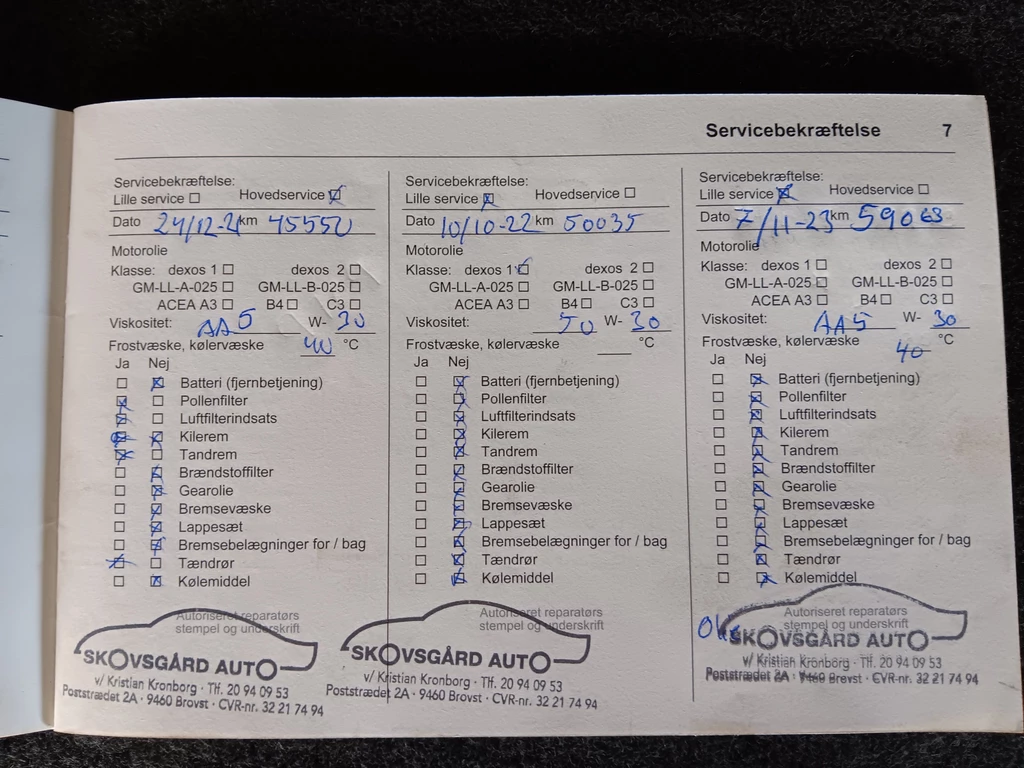 Servicebekræftelse 7
Servicebekræftelse:
Lille service ☐ Hovedservice ☒
Dato 24/12-21 km 45550
Motorolie
Klasse: dexos 1 ☐ dexos 2 ☐
GM-LL-A-025 ☐ GM-LL-B-025 ☐
ACEA A3 ☐ B4 ☐ C3 ☐
Viskositet: AA5 W- 30
Frostvæske, kølervæske 40 °C
Ja Nej
☐ ☒ Batteri (fjernbetjening)
☒ ☐ Pollenfilter
☒ ☐ Luftfilterindsats
☒ ☒ Kilerem
☒ ☐ Tandrem
☐ ☒ Brændstoffilter
☐ ☒ Gearolie
☐ ☒ Bremsevæske
☐ ☒ Lappesæt
☐ ☒ Bremsebelægninger for / bag
☒ ☐ Tændrør
☐ ☒ Kølemiddel
Autoriseret reparatørs
stempel og underskrift
SKOVSGÅRD AUTO
v/ Kristian Kronborg · Tlf. 20 94 09 53
Poststrædet 2A · 9460 Brovst · CVR-nr. 32 21 74 94
Servicebekræftelse:
Lille service ☒ Hovedservice ☐
Dato 10/10-22 km 50035
Motorolie
Klasse: dexos 1 ☒ dexos 2 ☐
GM-LL-A-025 ☐ GM-LL-B-025 ☐
ACEA A3 ☐ B4 ☐ C3 ☐
Viskositet: W- 30
Frostvæske, kølervæske °C
Ja Nej
☐ ☒ Batteri (fjernbetjening)
☐ ☒ Pollenfilter
☐ ☒ Luftfilterindsats
☐ ☒ Kilerem
☐ ☒ Tandrem
☐ ☒ Brændstoffilter
☐ ☒ Gearolie
☐ ☒ Bremsevæske
☐ ☒ Lappesæt
☐ ☒ Bremsebelægninger for / bag
☐ ☒ Tændrør
☐ ☒ Kølemiddel
Autoriseret reparatørs
stempel og underskrift
SKOVSGÅRD AUTO
v/ Kristian Kronborg · Tlf. 20 94 09 53
Poststrædet 2A · 9460 Brovst · CVR-nr. 32 21 74 94
Servicebekræftelse:
Lille service ☒ Hovedservice ☐
Dato 7/11-23 km 59063
Motorolie
Klasse: dexos 1 ☐ dexos 2 ☐
GM-LL-A-025 ☐ GM-LL-B-025 ☐
ACEA A3 ☐ B4 ☐ C3 ☐
Viskositet: AA5 W- 30
Frostvæske, kølervæske 40 °C
Ja Nej
☐ ☒ Batteri (fjernbetjening)
☐ ☒ Pollenfilter
☐ ☒ Luftfilterindsats
☐ ☒ Kilerem
☐ ☒ Tandrem
☐ ☒ Brændstoffilter
☐ ☒ Gearolie
☐ ☒ Bremsevæske
☐ ☒ Lappesæt
☐ ☒ Bremsebelægninger for / bag
☐ ☒ Tændrør
☐ ☒ Kølemiddel
Autoriseret reparatørs
stempel og underskrift
SKOVSGÅRD AUTO
v/ Kristian Kronborg · Tlf. 20 94 09 53
Poststrædet 2A · 9460 Brovst · CVR-nr. 32 21 74 94